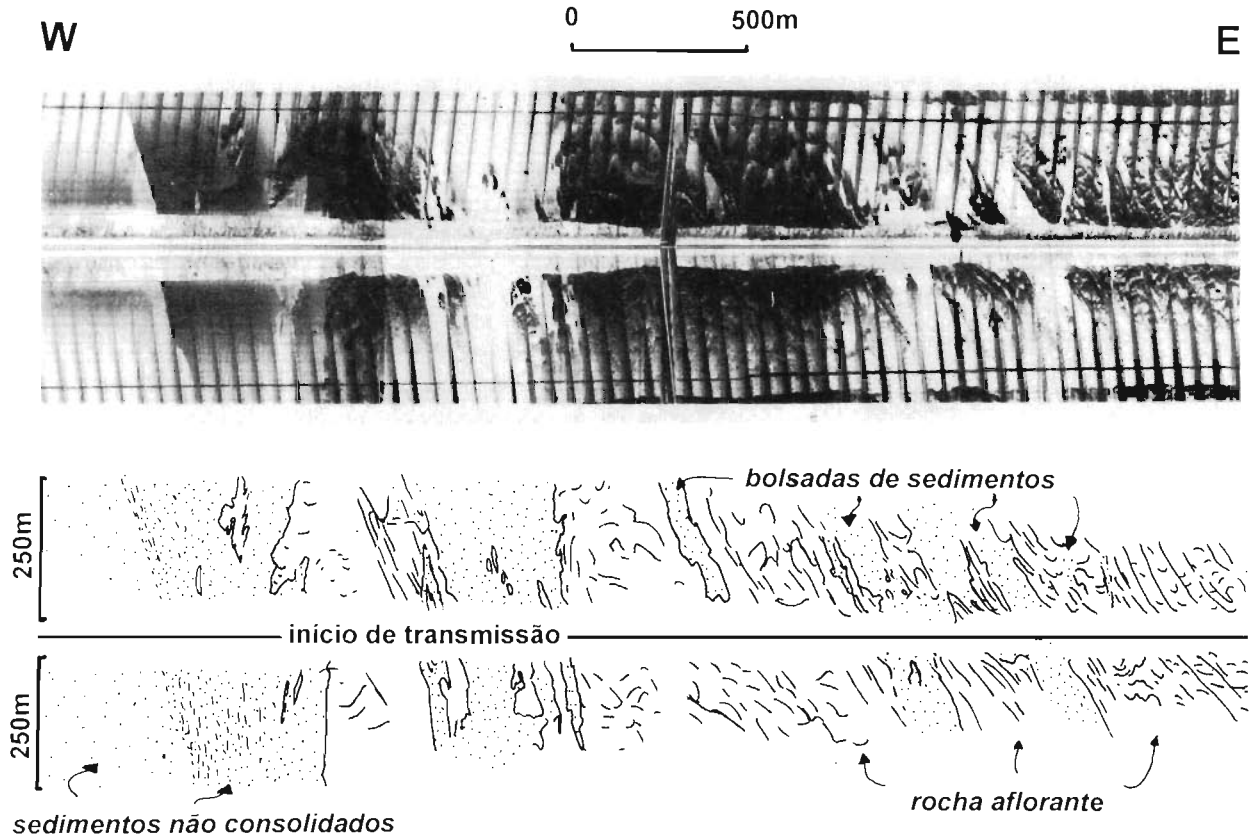 0 500m
W E
bolsadas de sedimentos
250m
início de transmissão
250m
rocha aflorante
sedimentos não consolidados